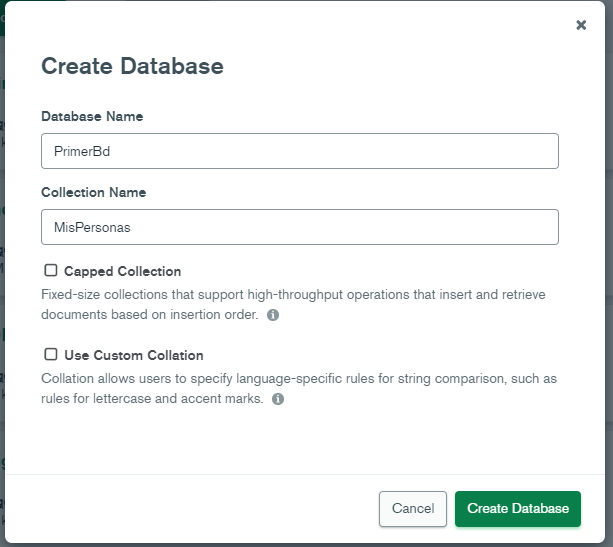 Create Database
Database Name
PrimerBd
Collection Name
MisPersonas
Capped Collection
Fixed-size collections that support high-throughput operations that insert and retrieve
documents based on insertion order.
Use Custom Collation
Collation allows users to specify language-specific rules for string comparison, such as
rules for lettercase and accent marks.
Cancel
Create Database